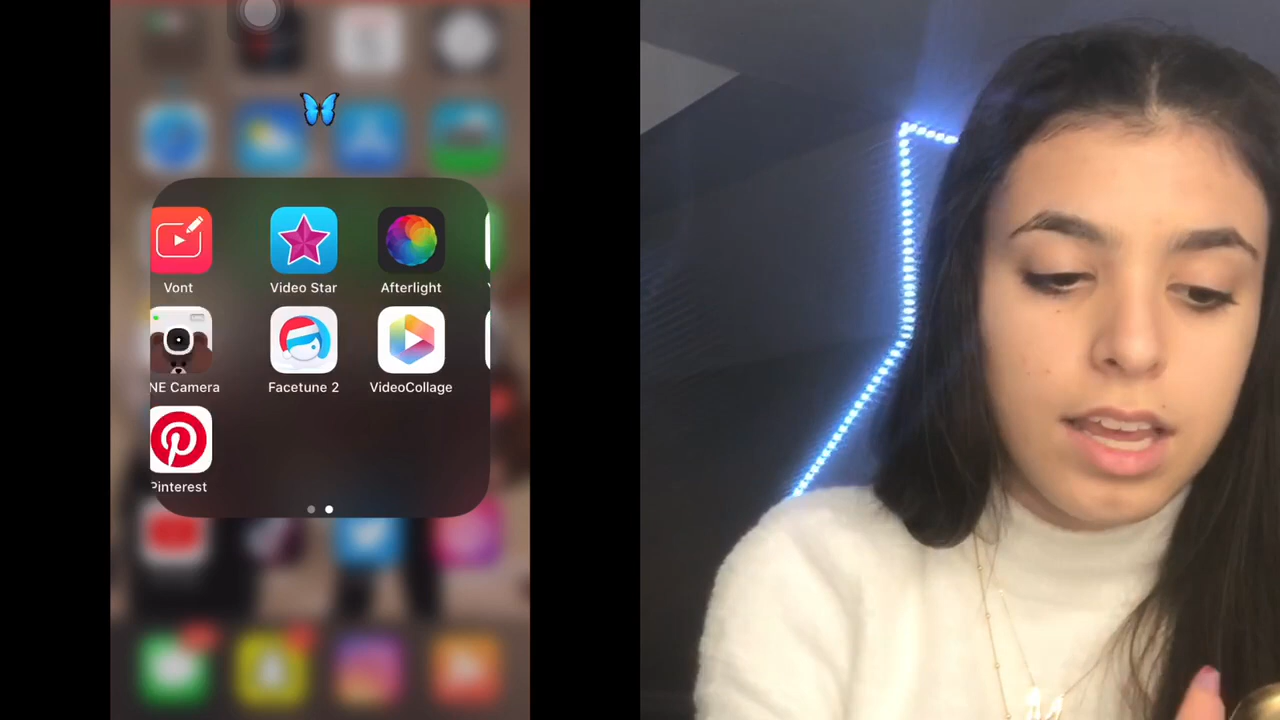 Vont
Video Star
Afterlight
NE Camera
Facetune 2
VideoCollage
Pinterest